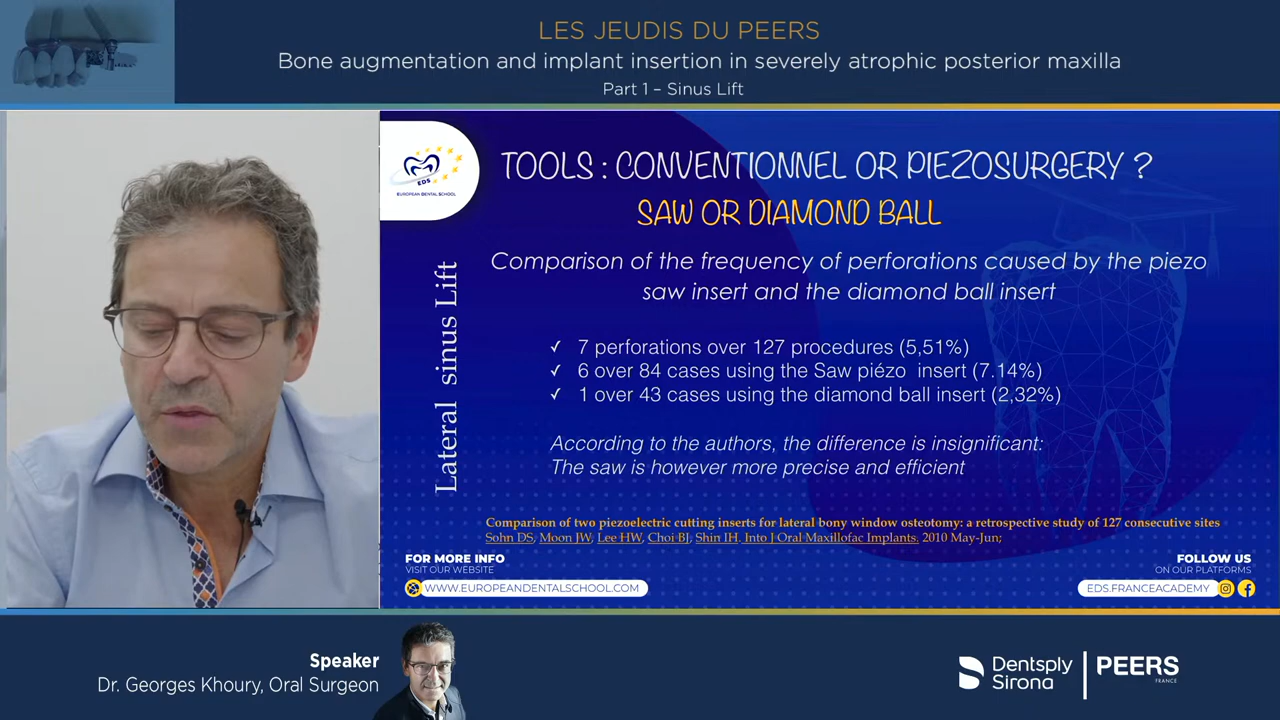 LES JEUDIS DU PEERS
Bone augmentation and implant insertion in severely atrophic posterior maxilla
Part 1 – Sinus Lift
EDS
EUROPEAN DENTAL SCHOOL
TOOLS : CONVENTIONNEL OR PIEZOSURGERY ?
SAW OR DIAMOND BALL
Lateral sinus Lift
Comparison of the frequency of perforations caused by the piezo
saw insert and the diamond ball insert
✓ 7 perforations over 127 procedures (5,51%)
✓ 6 over 84 cases using the Saw piézo insert (7.14%)
✓ 1 over 43 cases using the diamond ball insert (2,32%)
According to the authors, the difference is insignificant:
The saw is however more precise and efficient
Comparison of two piezoelectric cutting inserts for lateral bony window osteotomy: a retrospective study of 127 consecutive sites
Sohn DS, Moon JW, Lee HW, Choi BJ, Shin IH. Into J Oral Maxillofac Implants. 2010 May-Jun;
FOR MORE INFO
VISIT OUR WEBSITE
WWW.EUROPEANDENTALSCHOOL.COM
FOLLOW US
ON OUR PLATFORMS
EDS.FRANCEACADEMY
Speaker
Dr. Georges Khoury, Oral Surgeon
Dentsply
Sirona
PEERS
FRANCE